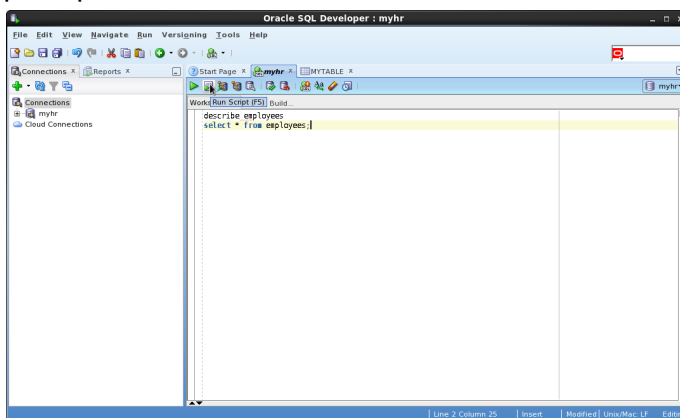 Oracle SQL Developer : myhr
File Edit View Navigate Run Versioning Tools Help
Connections Reports
Start Page myhr MYTABLE
myhr
Works Run Script (F5) Build...
Connections
myhr
Cloud Connections
describe employees
select * from employees;
Line 2 Column 25 Insert Modified Unix/Mac: LF